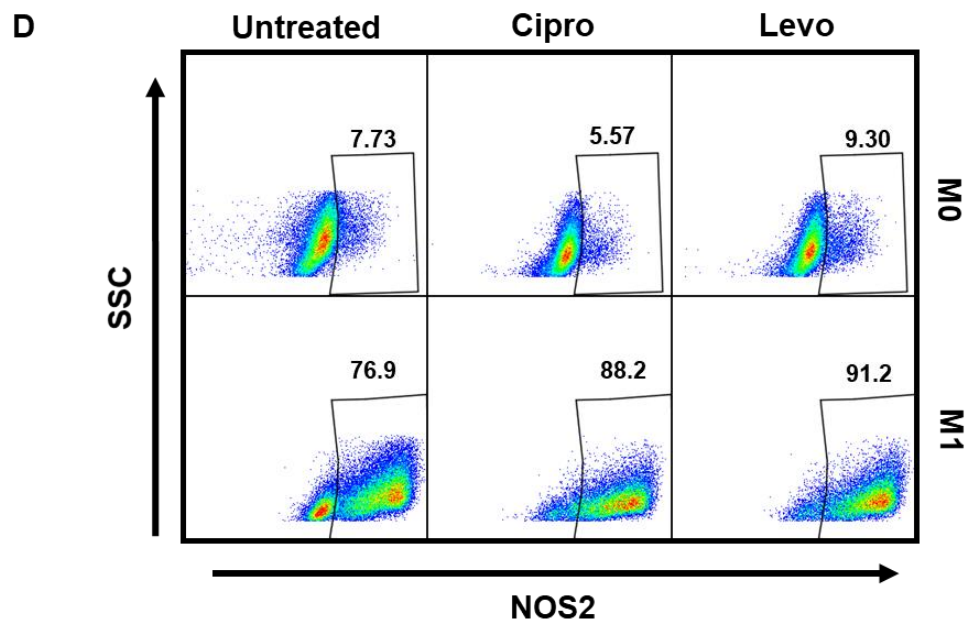 D
Untreated Cipro Levo
7.73 5.57 9.30
M0
SSC
76.9 88.2 91.2
M1
NOS2